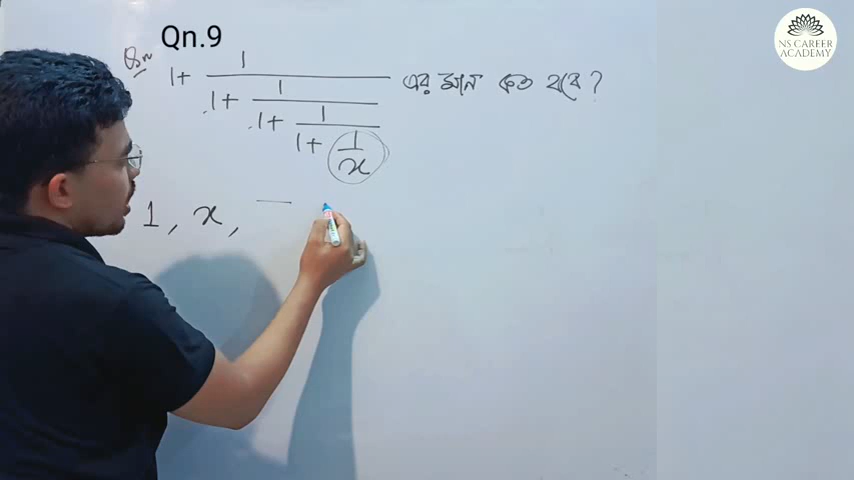 Qn.9
NS CAREER
ACADEMY
Qn
1+ 1
1+ 1 এর মান কত হবে ?
1+ 1
1+ 1
x
1, x,